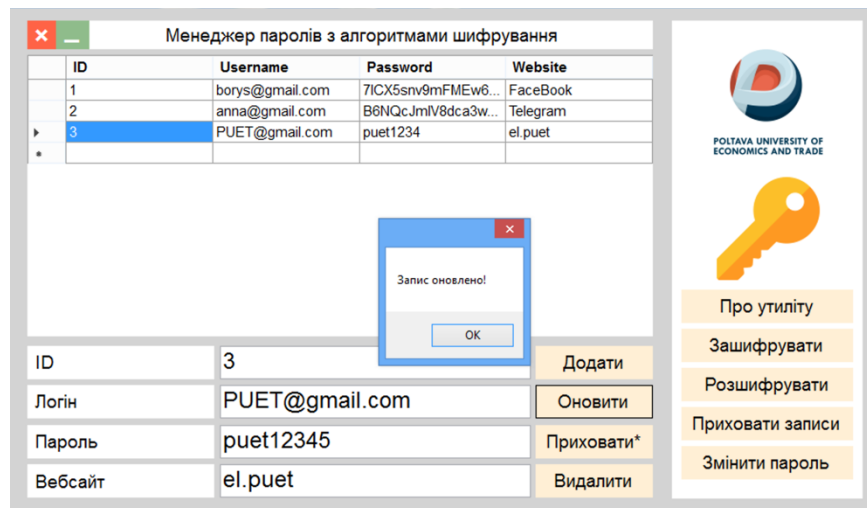 Менеджер паролів з алгоритмами шифрування
ID Username Password Website
1 borys@gmail.com 7ICX5snv9mFMEw6... FaceBook
2 anna@gmail.com B6NQcJmlV8dca3w... Telegram
3 PUET@gmail.com puet1234 el.puet
POLTAVA UNIVERSITY OF
ECONOMICS AND TRADE
Запис оновлено!
OK
ID 3 Додати
Логін PUET@gmail.com Оновити
Пароль puet12345 Приховати*
Вебсайт el.puet Видалити
Про утиліту
Зашифрувати
Розшифрувати
Приховати записи
Змінити пароль